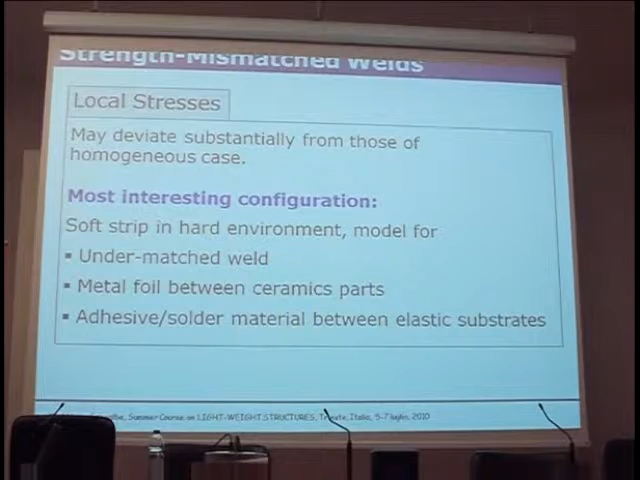 Strength-Mismatched Welds
Local Stresses
May deviate substantially from those of
homogeneous case.
Most interesting configuration:
Soft strip in hard environment, model for
▪ Under-matched weld
▪ Metal foil between ceramics parts
▪ Adhesive/solder material between elastic substrates
Summer Course on LIGHT-WEIGHT STRUCTURES, Trieste, Italia, 5-7 luglio, 2010